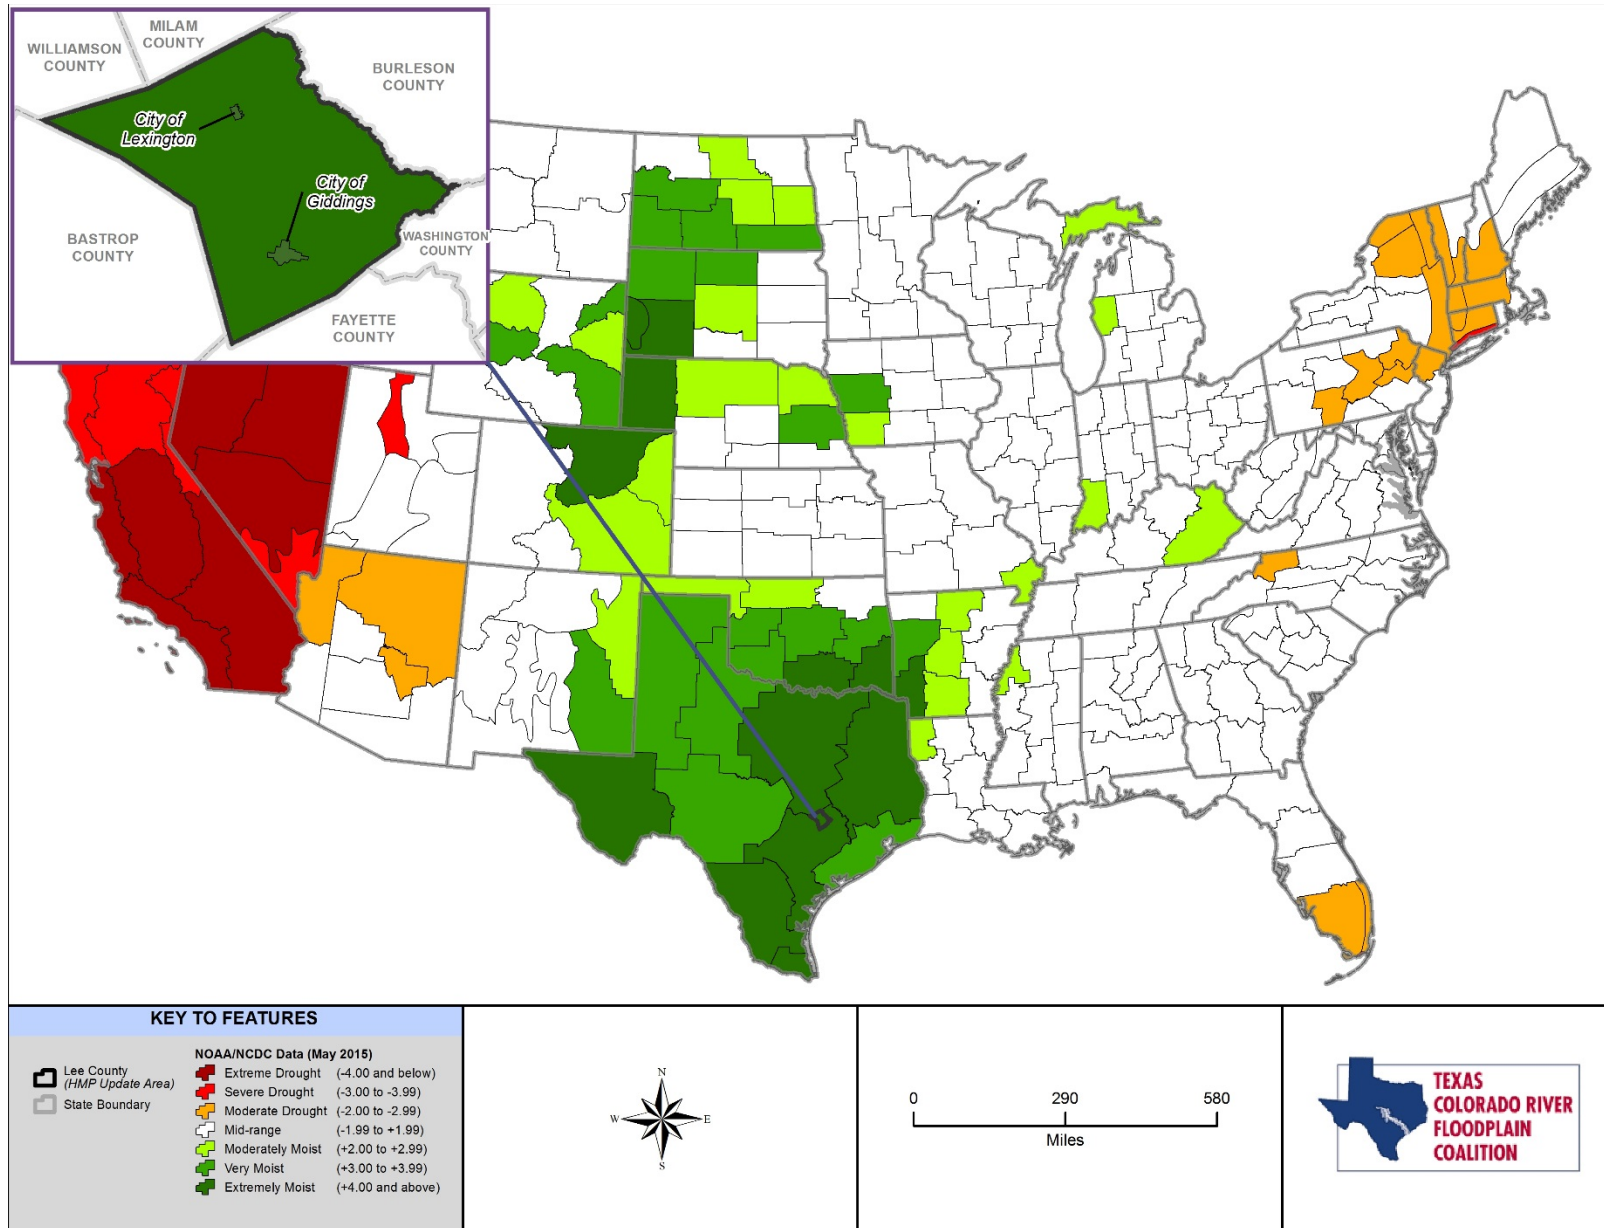 MILAM
COUNTY
WILLIAMSON
COUNTY
BURLESON
COUNTY
City of
Lexington
City of
Giddings
BASTROP
COUNTY
WASHINGTON
COUNTY
FAYETTE
COUNTY
KEY TO FEATURES
Lee County
(HMP Update Area)
State Boundary
NOAA/NCDC Data (May 2015)
Extreme Drought (-4.00 and below)
Severe Drought (-3.00 to -3.99)
Moderate Drought (-2.00 to -2.99)
Mid-range (-1.99 to +1.99)
Moderately Moist (+2.00 to +2.99)
Very Moist (+3.00 to +3.99)
Extremely Moist (+4.00 and above)
N
W E
S
0 290 580
Miles
TEXAS
COLORADO RIVER
FLOODPLAIN
COALITION